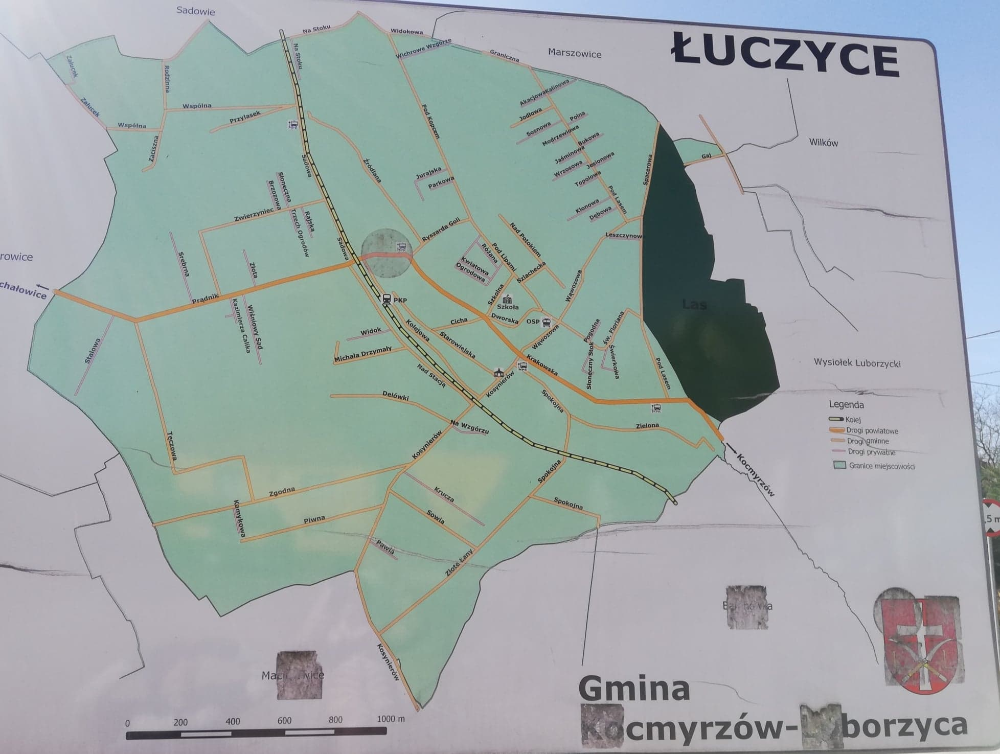 Sadowie
ŁUCZYCE
Marszowice
Wilków
Wysiołek Luborzycki
rowice
chałowice
Na Stoku
Na Stoku
Widokowa
Wichrowe Wzgórze
Graniczna
Załucek
Załucek
Rodzinna
Wspólna
Wspólna
Przylasek
Zaciszna
MPK
Sadowa
Źródlana
Pod Kopcem
Akacjowa
Kalinowa
Jodłowa
Polna
Sosnowa
Modrzewiowa
Bukowa
Jaśminowa
Jesionowa
Wrzosowa
Topolowa
Pod Lasem
Klonowa
Dębowa
Leszczynow
Spacerowa
Gaj
Jurajska
Parkowa
Słoneczna
Brzozowa
Zwierzyniec
Trzech Ogrodów
Rajska
Sadowa
Ryszarda Goli
Nad Potokiem
Pod Lipami
Różana
Kwiatowa
Ogrodowa
Szlachecka
Szkolna
Szkoła
Wąwozowa
Las
Srebrna
Złota
Prądnik
Kazimierza Calika
Wiśniowy Sad
Stalowa
PKP
Kolejowa
Cicha
Dworska
OSP
Wąwozowa
Pogodna
św. Floriana
Słoneczny Stok
Świerkowa
Pod Lasem
Widok
Starowiejska
Michała Drzymały
Nad Stacją
Krakowska
MPK
Kosynierów
Spokojna
Delówki
Na Wzgórzu
Zielona
MPK
Kosynierów
Tęczowa
Spokojna
Zgodna
Krucza
Spokojna
Kamykowa
Piwna
Sowia
Pawia
Złote Łany
Kosynierów
Kocmyrzów
Legenda
Kolej
Drogi powiatowe
Drogi gminne
Drogi prywatne
Granice miejscowości
,5 m
0 200 400 600 800 1000 m
Gmina
Kocmyrzów-borzyca